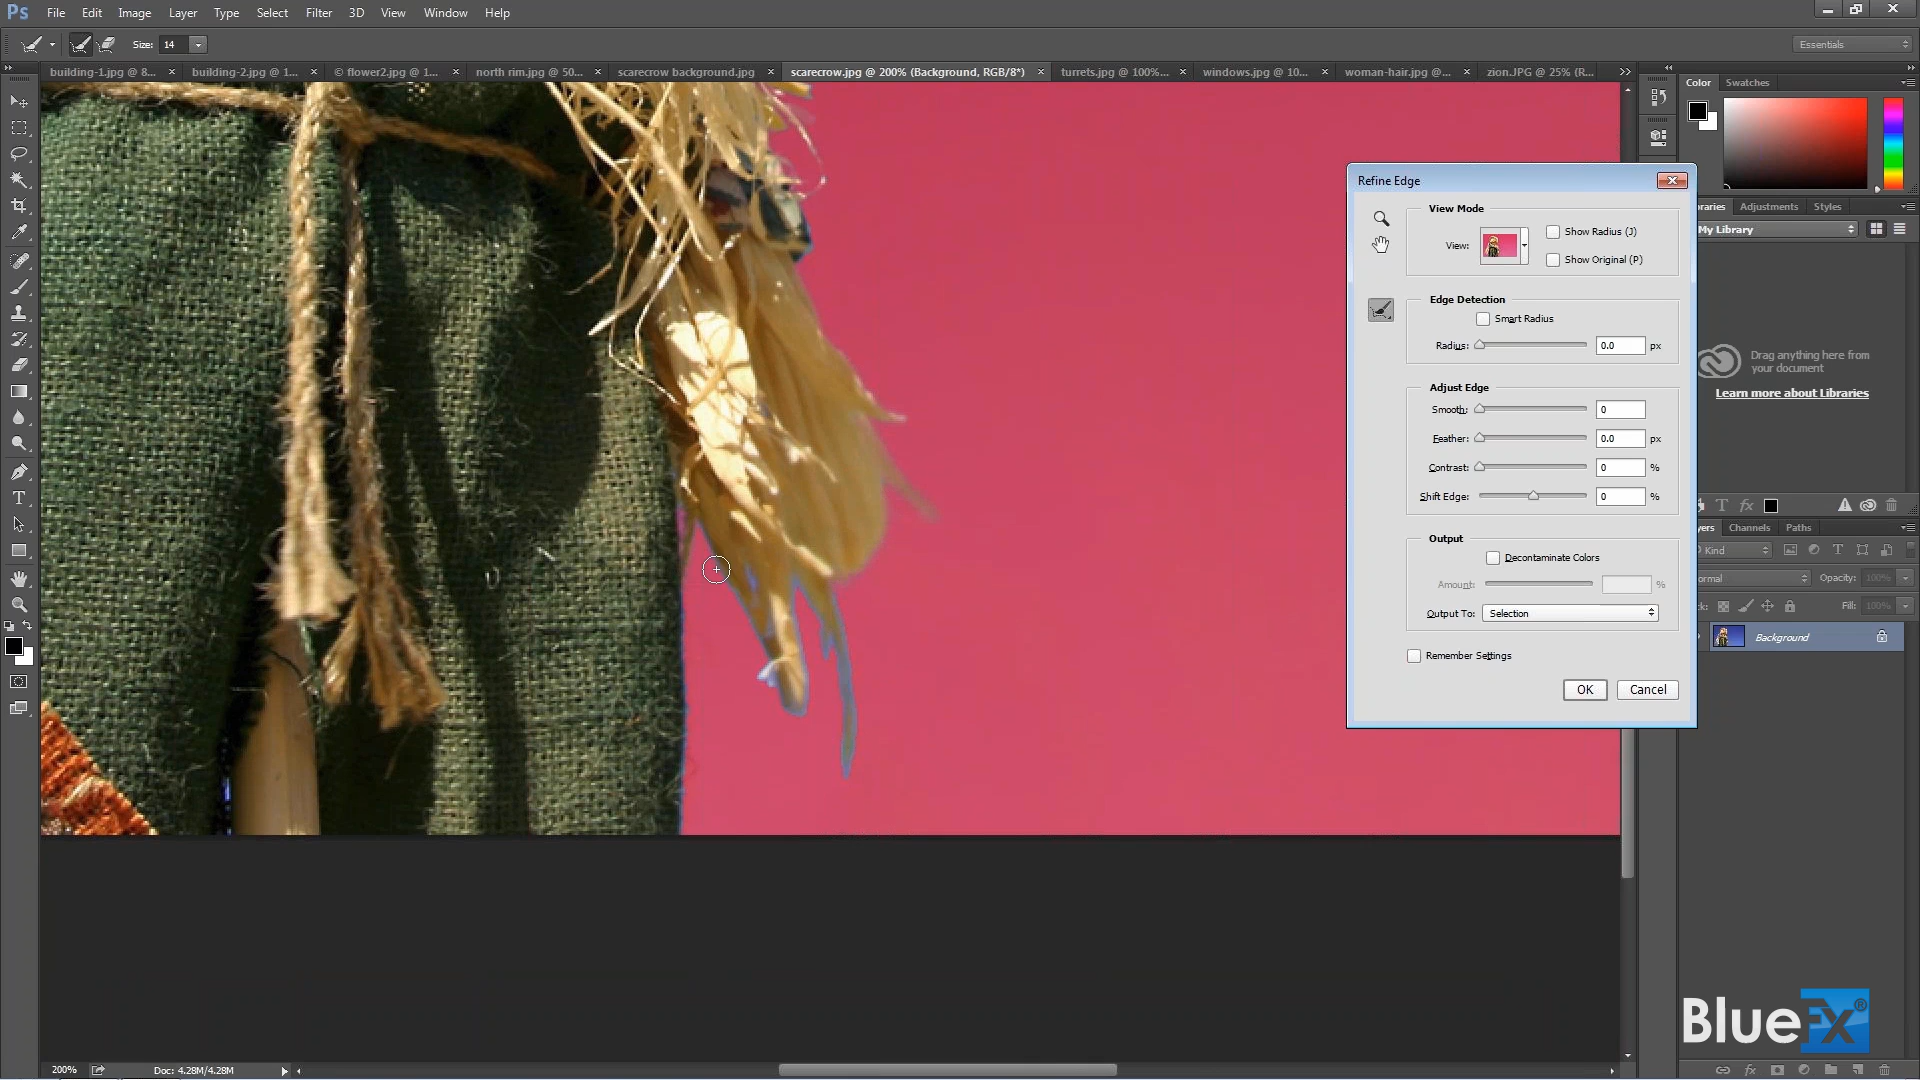 Ps File Edit Image Layer Type Select Filter 3D View Window Help
Size: 14
Essentials
building-1.jpg @ 8... building-2.jpg @ 1... © flower2.jpg @ 1... north rim.jpg @ 50... scarecrow background.jpg scarecrow.jpg @ 200% (Background, RGB/8*) turrets.jpg @ 100%... windows.jpg @ 10... woman-hair.jpg @... zion.JPG @ 25% (R...
Color Swatches
Refine Edge
View Mode
View:
Show Radius (J)
Show Original (P)
Edge Detection
Smart Radius
Radius: 0.0 px
Adjust Edge
Smooth: 0
Feather: 0.0 px
Contrast: 0 %
Shift Edge: 0 %
Output
Decontaminate Colors
Amount: %
Output To: Selection
Remember Settings
OK Cancel
raries Adjustments Styles
My Library
Drag anything here from
your document
Learn more about Libraries
yers Channels Paths
Kind
ormal Opacity: 100%
ck: Fill: 100%
Background
BlueFX®
200% Doc: 4.28M/4.28M